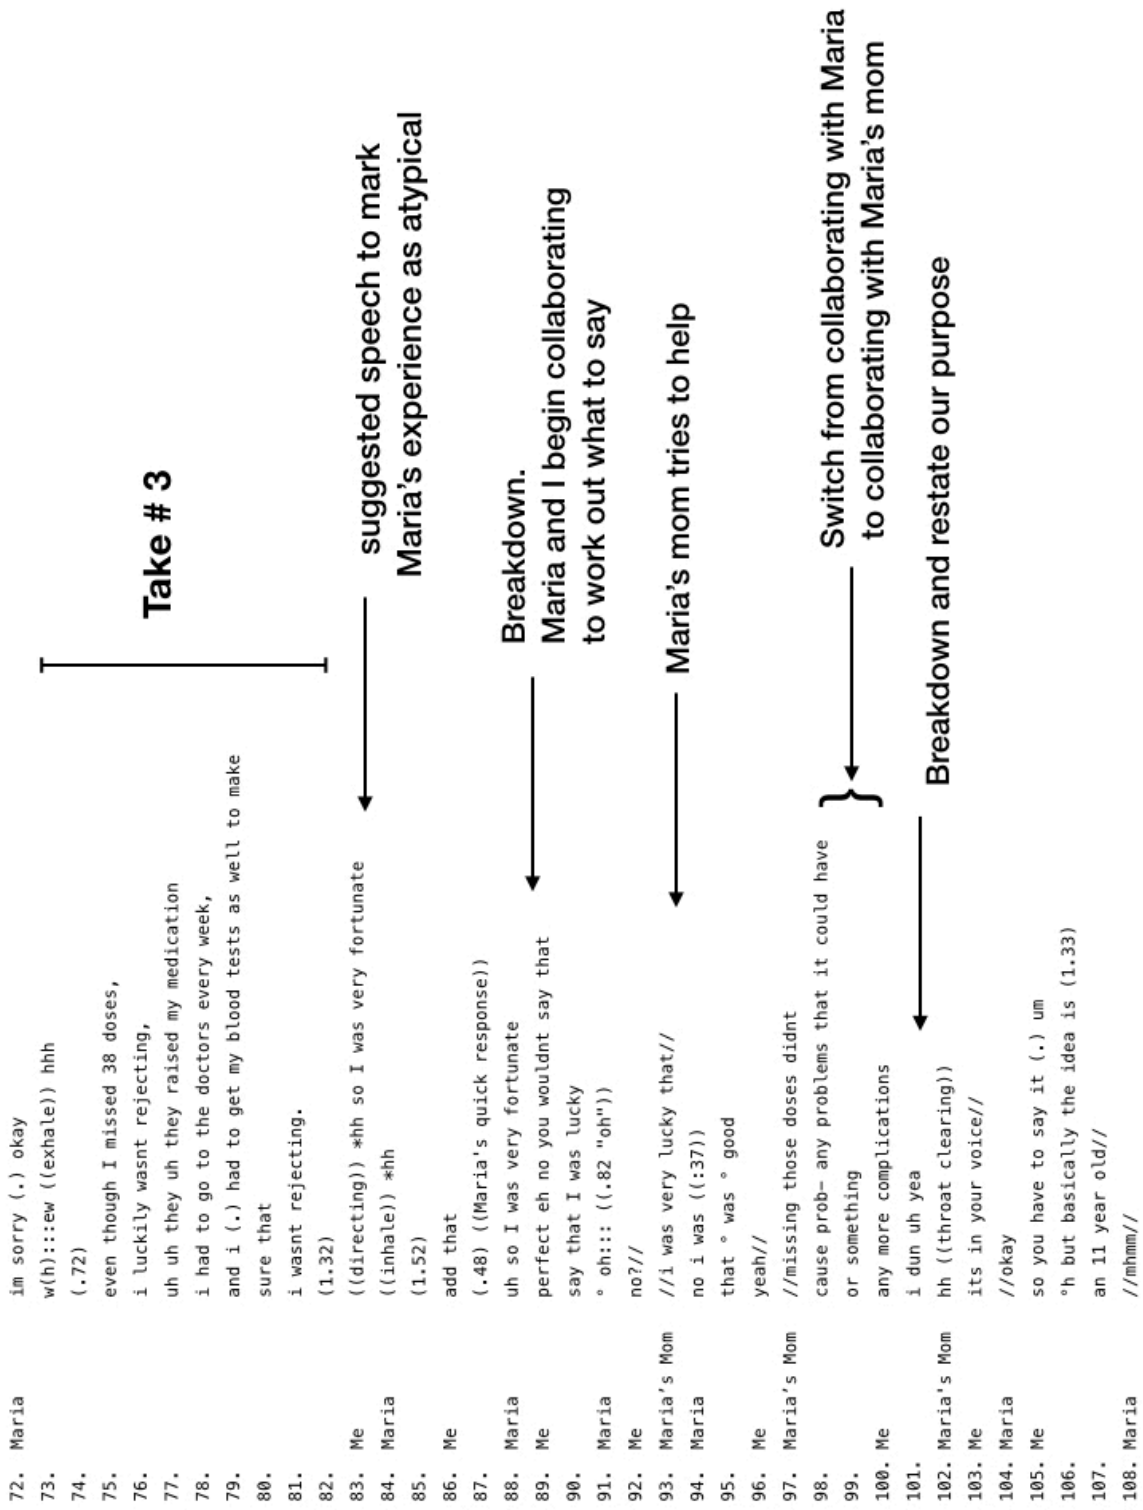 72. Maria im sorry (.) okay
73. w(h):::ew ((exhale)) hhh
74. (.72)
75. even though I missed 38 doses,
76. i luckily wasnt rejecting,
77. uh uh they uh they raised my medication
78. i had to go to the doctors every week,
79. and i (.) had to get my blood tests as well to make
80. sure that
81. i wasnt rejecting.
82. (1.32)
Take # 3
83. Me ((directing)) *hh so I was very fortunate
84. Maria ((inhale)) *hh
85. (1.52)
suggested speech to mark
Maria's experience as atypical
86. Me add that
87. (.48) ((Maria's quick response))
88. Maria uh so I was very fortunate
89. Me perfect eh no you wouldnt say that
90. say that I was lucky
91. Maria ° oh::: ((.82 "oh"))
92. Me no?//
Breakdown.
Maria and I begin collaborating
to work out what to say
93. Maria's Mom //i was very lucky that//
94. Maria no i was ((:37))
95. that ° was ° good
96. Me yeah//
Maria's mom tries to help
97. Maria's Mom //missing those doses didnt
98. cause prob– any problems that it could have
99. or something
100. Me any more complications
Switch from collaborating with Maria
to collaborating with Maria's mom
101. i dun uh yea
102. Maria's Mom hh ((throat clearing))
103. Me its in your voice//
104. Maria //okay
105. Me so you have to say it (.) um
106. °h but basically the idea is (1.33)
107. an 11 year old//
108. Maria //mhmm//
Breakdown and restate our purpose